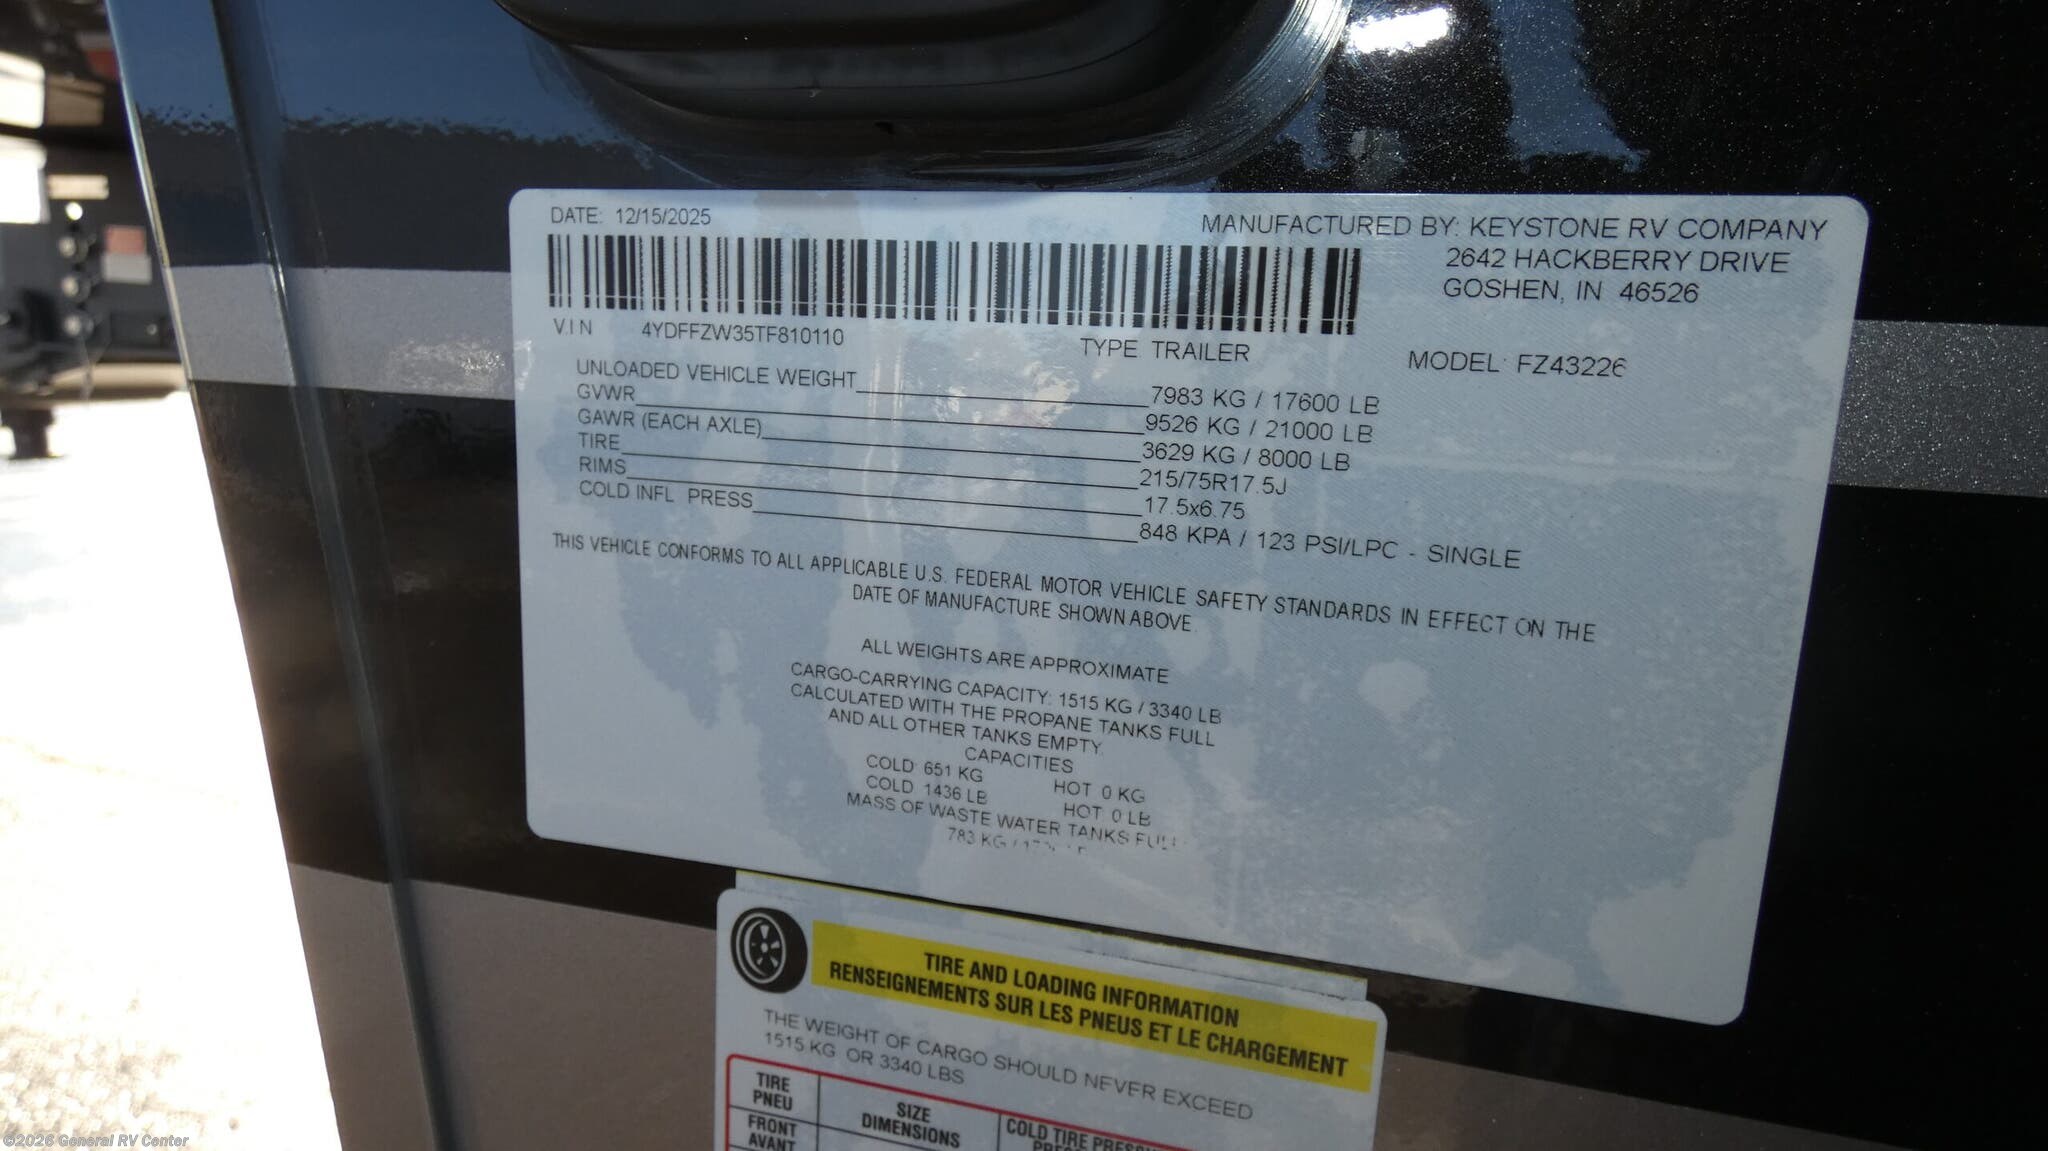 DATE: 12/15/2025
MANUFACTURED BY: KEYSTONE RV COMPANY
2642 HACKBERRY DRIVE
GOSHEN, IN 46526
V.I N 4YDFFZW35TF810110
TYPE TRAILER
MODEL: FZ43226
UNLOADED VEHICLE WEIGHT 7983 KG / 17600 LB
GVWR 9526 KG / 21000 LB
GAWR (EACH AXLE) 3629 KG / 8000 LB
TIRE 215/75R17.5J
RIMS 17.5x6.75
COLD INFL PRESS 848 KPA / 123 PSI/LPC - SINGLE
THIS VEHICLE CONFORMS TO ALL APPLICABLE U.S. FEDERAL MOTOR VEHICLE SAFETY STANDARDS IN EFFECT ON THE
DATE OF MANUFACTURE SHOWN ABOVE.
ALL WEIGHTS ARE APPROXIMATE
CARGO-CARRYING CAPACITY: 1515 KG / 3340 LB
CALCULATED WITH THE PROPANE TANKS FULL
AND ALL OTHER TANKS EMPTY.
CAPACITIES
COLD 651 KG HOT 0 KG
COLD 1436 LB HOT 0 LB
MASS OF WASTE WATER TANKS FULL
783 KG /
TIRE AND LOADING INFORMATION
RENSEIGNEMENTS SUR LES PNEUS ET LE CHARGEMENT
THE WEIGHT OF CARGO SHOULD NEVER EXCEED
1515 KG OR 3340 LBS
TIRE
PNEU
SIZE
DIMENSIONS
COLD TIRE
FRONT
AVANT
©2026 General RV Center